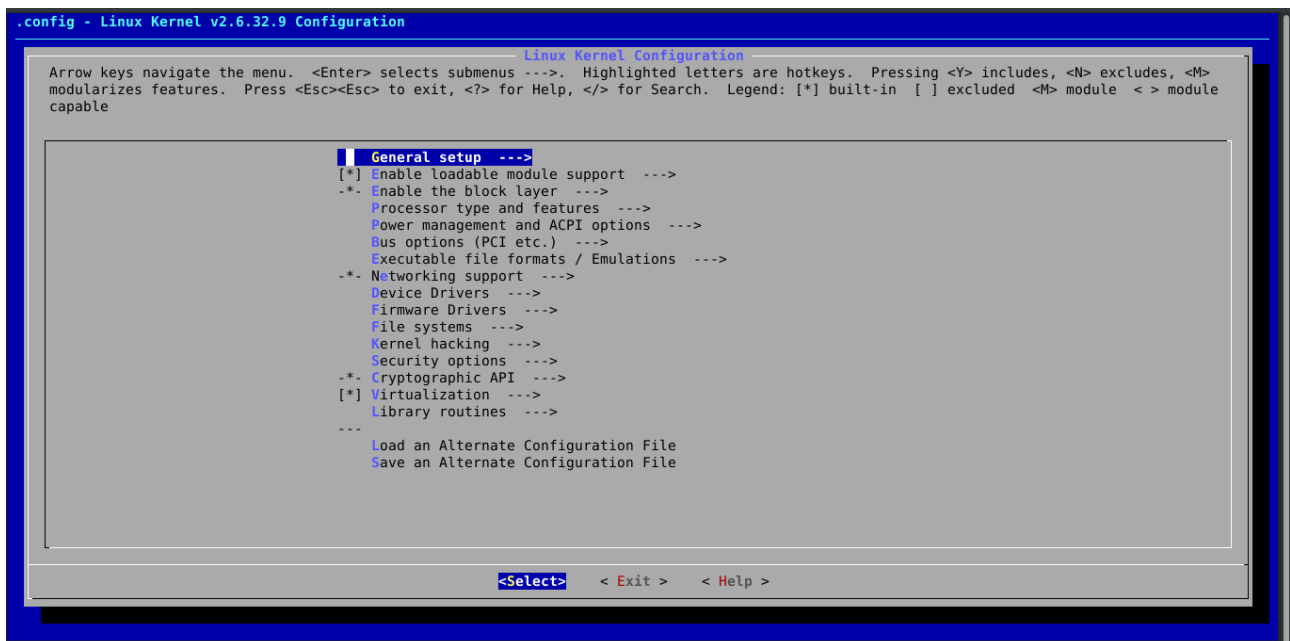 .config - Linux Kernel v2.6.32.9 Configuration
Linux Kernel Configuration
Arrow keys navigate the menu.  <Enter> selects submenus --->.  Highlighted letters are hotkeys.  Pressing <Y> includes, <N> excludes, <M>
modularizes features.  Press <Esc><Esc> to exit, <?> for Help, </> for Search.  Legend: [*] built-in  [ ] excluded  <M> module  < > module
capable
General setup  --->
[*] Enable loadable module support  --->
-*- Enable the block layer  --->
Processor type and features  --->
Power management and ACPI options  --->
Bus options (PCI etc.)  --->
Executable file formats / Emulations  --->
-*- Networking support  --->
Device Drivers  --->
Firmware Drivers  --->
File systems  --->
Kernel hacking  --->
Security options  --->
-*- Cryptographic API  --->
[*] Virtualization  --->
Library routines  --->
---
Load an Alternate Configuration File
Save an Alternate Configuration File
<Select>    < Exit >    < Help >